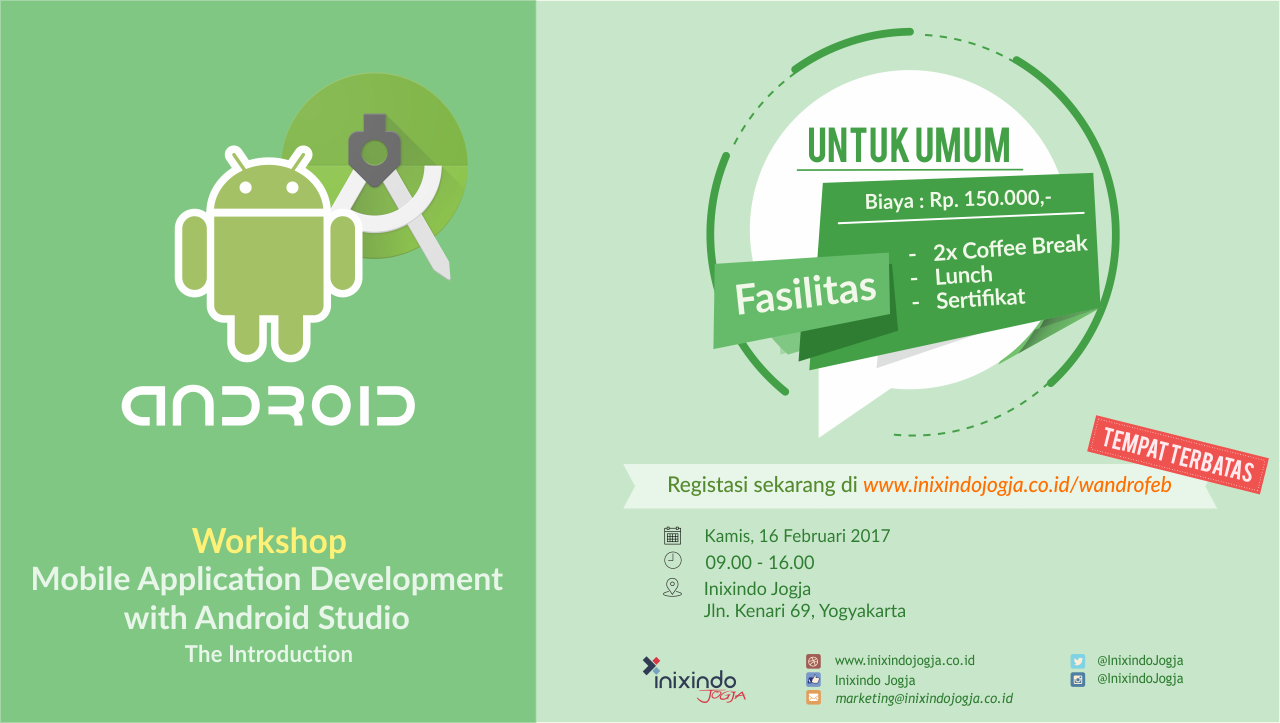 ANDROID
Workshop
Mobile Application Development
with Android Studio
The Introduction
UNTUK UMUM
Biaya : Rp. 150.000,-
Fasilitas
- 2x Coffee Break
- Lunch
- Sertifikat
TEMPAT TERBATAS
Registasi sekarang di www.inixindojogja.co.id/wandrofeb
Kamis, 16 Februari 2017
09.00 - 16.00
Inixindo Jogja
Jln. Kenari 69, Yogyakarta
inixindo
JOGJA
www.inixindojogja.co.id
Inixindo Jogja
marketing@inixindojogja.co.id
@InixindoJogja
@InixindoJogja